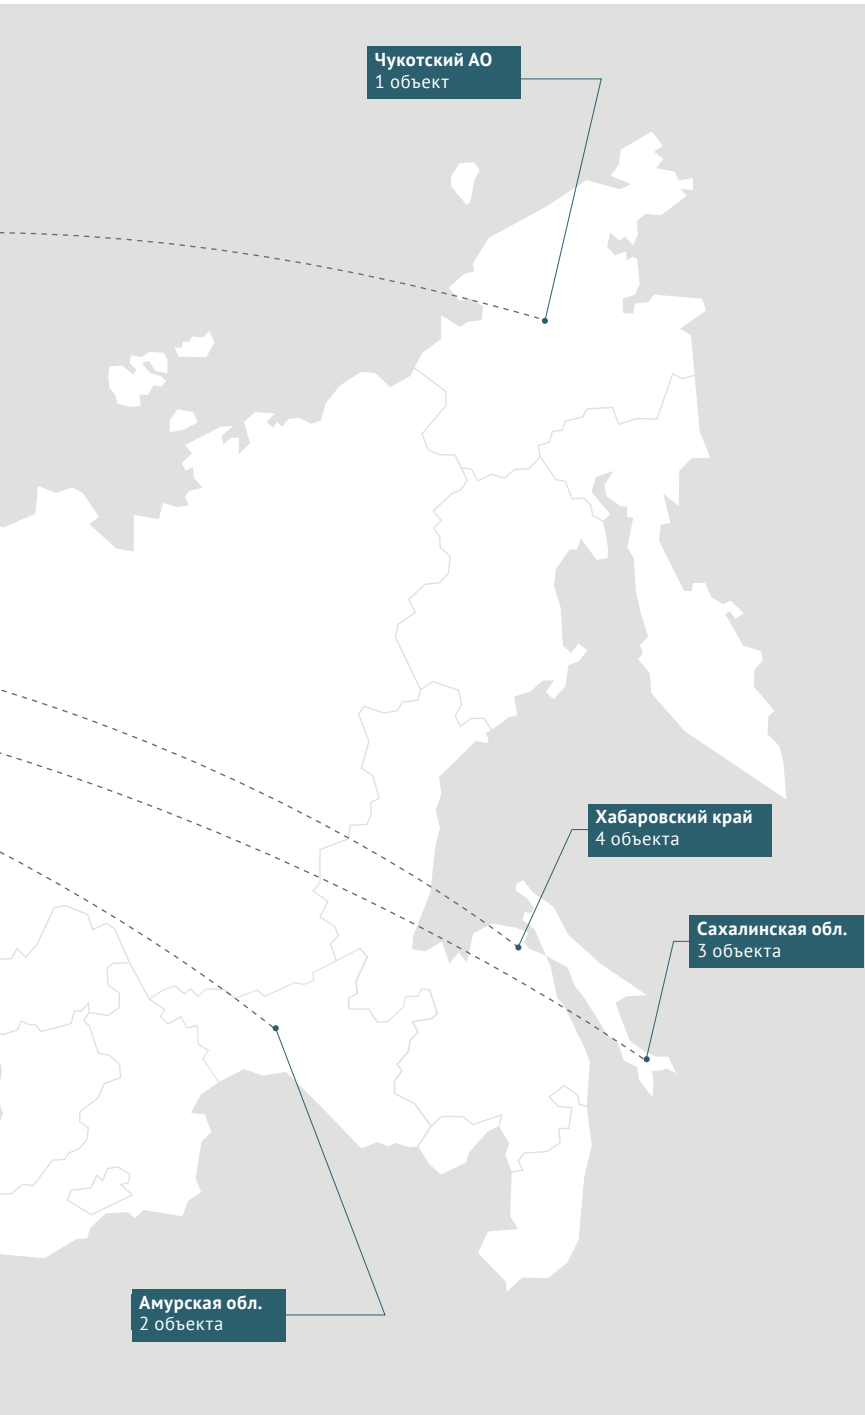 Чукотский АО
1 объект
Хабаровский край
4 объекта
Сахалинская обл.
3 объекта
Амурская обл.
2 объекта